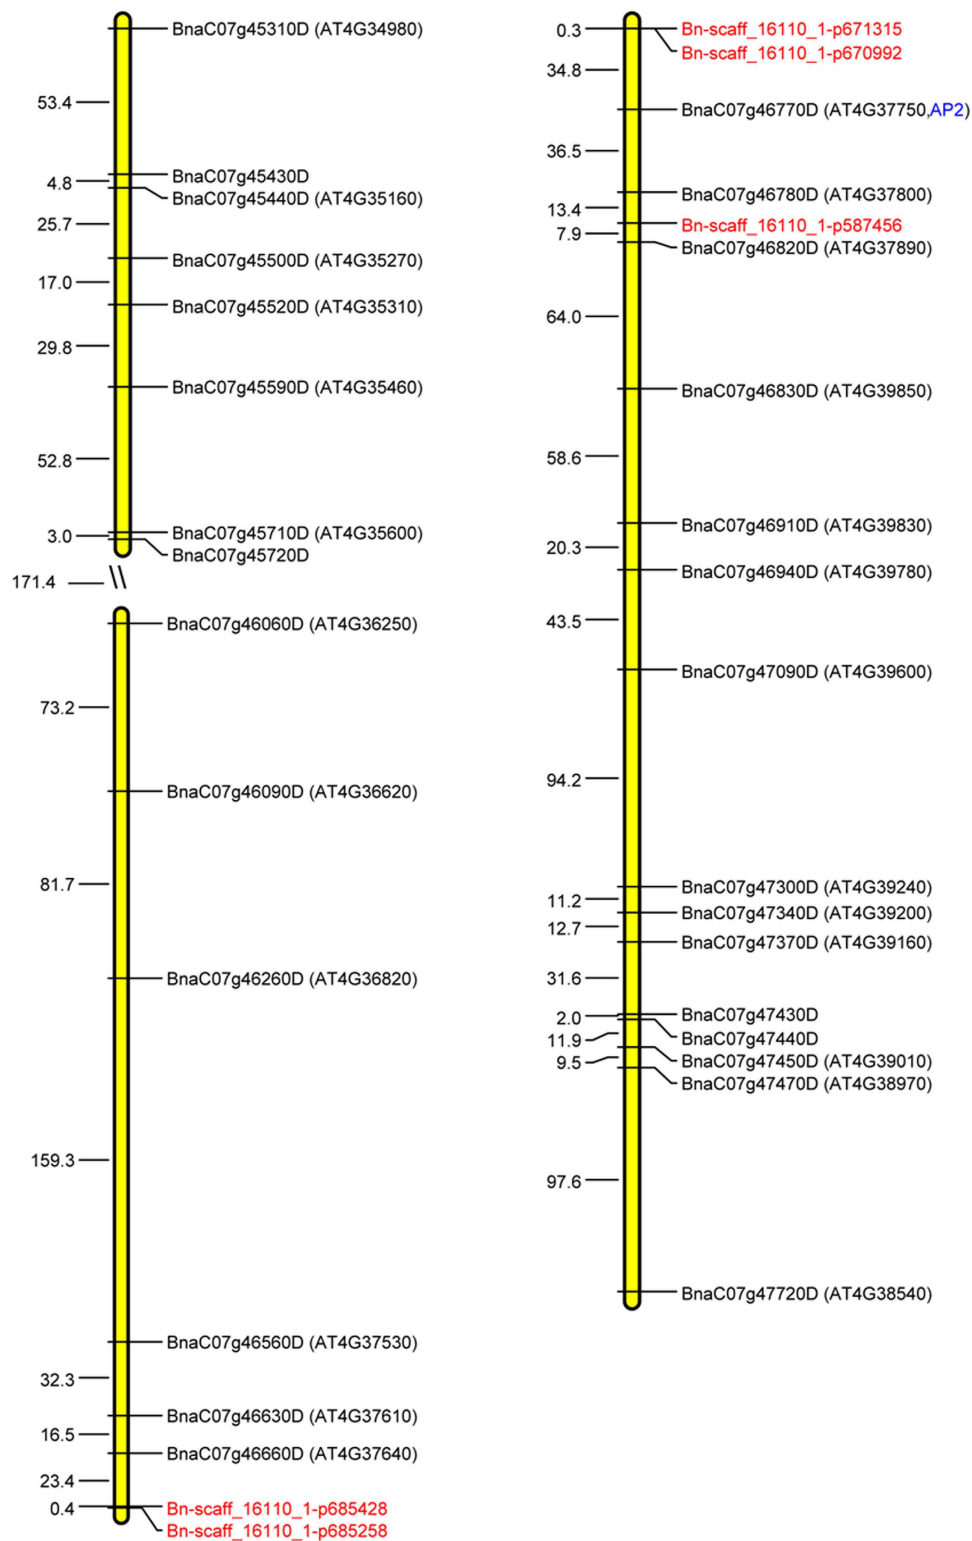 BnaC07g45310D (AT4G34980)
53.4
BnaC07g45430D
4.8
BnaC07g45440D (AT4G35160)
25.7
BnaC07g45500D (AT4G35270)
17.0
BnaC07g45520D (AT4G35310)
29.8
BnaC07g45590D (AT4G35460)
52.8
BnaC07g45710D (AT4G35600)
3.0
BnaC07g45720D
171.4
BnaC07g46060D (AT4G36250)
73.2
BnaC07g46090D (AT4G36620)
81.7
BnaC07g46260D (AT4G36820)
159.3
BnaC07g46560D (AT4G37530)
32.3
BnaC07g46630D (AT4G37610)
16.5
BnaC07g46660D (AT4G37640)
23.4
0.4
Bn-scaff_16110_1-p685428
Bn-scaff_16110_1-p685258
0.3
Bn-scaff_16110_1-p671315
Bn-scaff_16110_1-p670992
34.8
BnaC07g46770D (AT4G37750,AP2)
36.5
BnaC07g46780D (AT4G37800)
13.4
Bn-scaff_16110_1-p587456
7.9
BnaC07g46820D (AT4G37890)
64.0
BnaC07g46830D (AT4G39850)
58.6
BnaC07g46910D (AT4G39830)
20.3
BnaC07g46940D (AT4G39780)
43.5
BnaC07g47090D (AT4G39600)
94.2
BnaC07g47300D (AT4G39240)
11.2
BnaC07g47340D (AT4G39200)
12.7
BnaC07g47370D (AT4G39160)
31.6
BnaC07g47430D
2.0
BnaC07g47440D
11.9
BnaC07g47450D (AT4G39010)
9.5
BnaC07g47470D (AT4G38970)
97.6
BnaC07g47720D (AT4G38540)